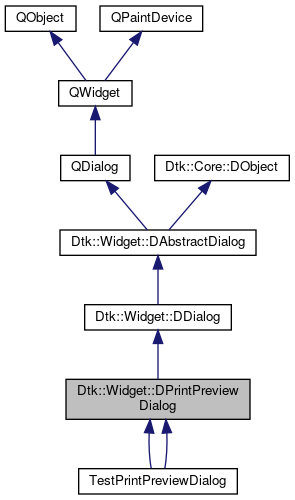 QObject
QPaintDevice
QWidget
QDialog
Dtk::Core::DObject
Dtk::Widget::DAbstractDialog
Dtk::Widget::DDialog
Dtk::Widget::DPrintPreview
Dialog
TestPrintPreviewDialog